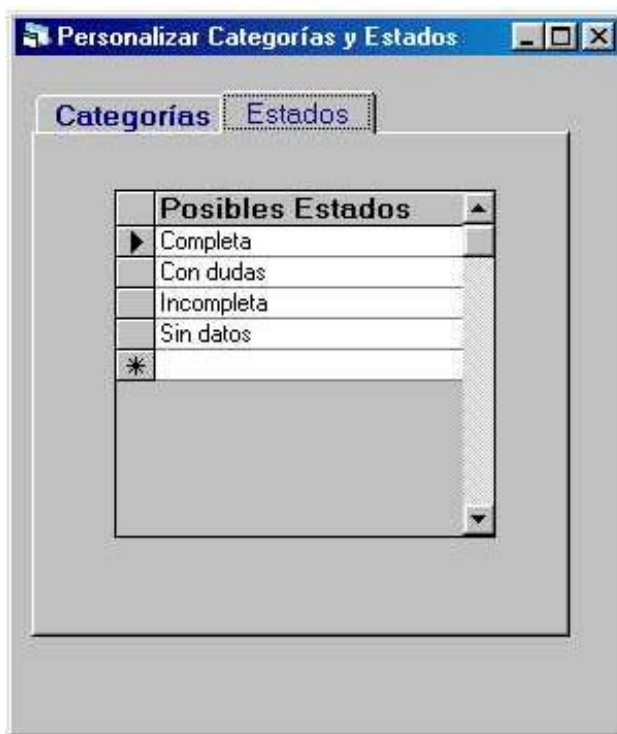 Personalizar Categorías y Estados
Categorías Estados
Posibles Estados
Completa
Con dudas
Incompleta
Sin datos